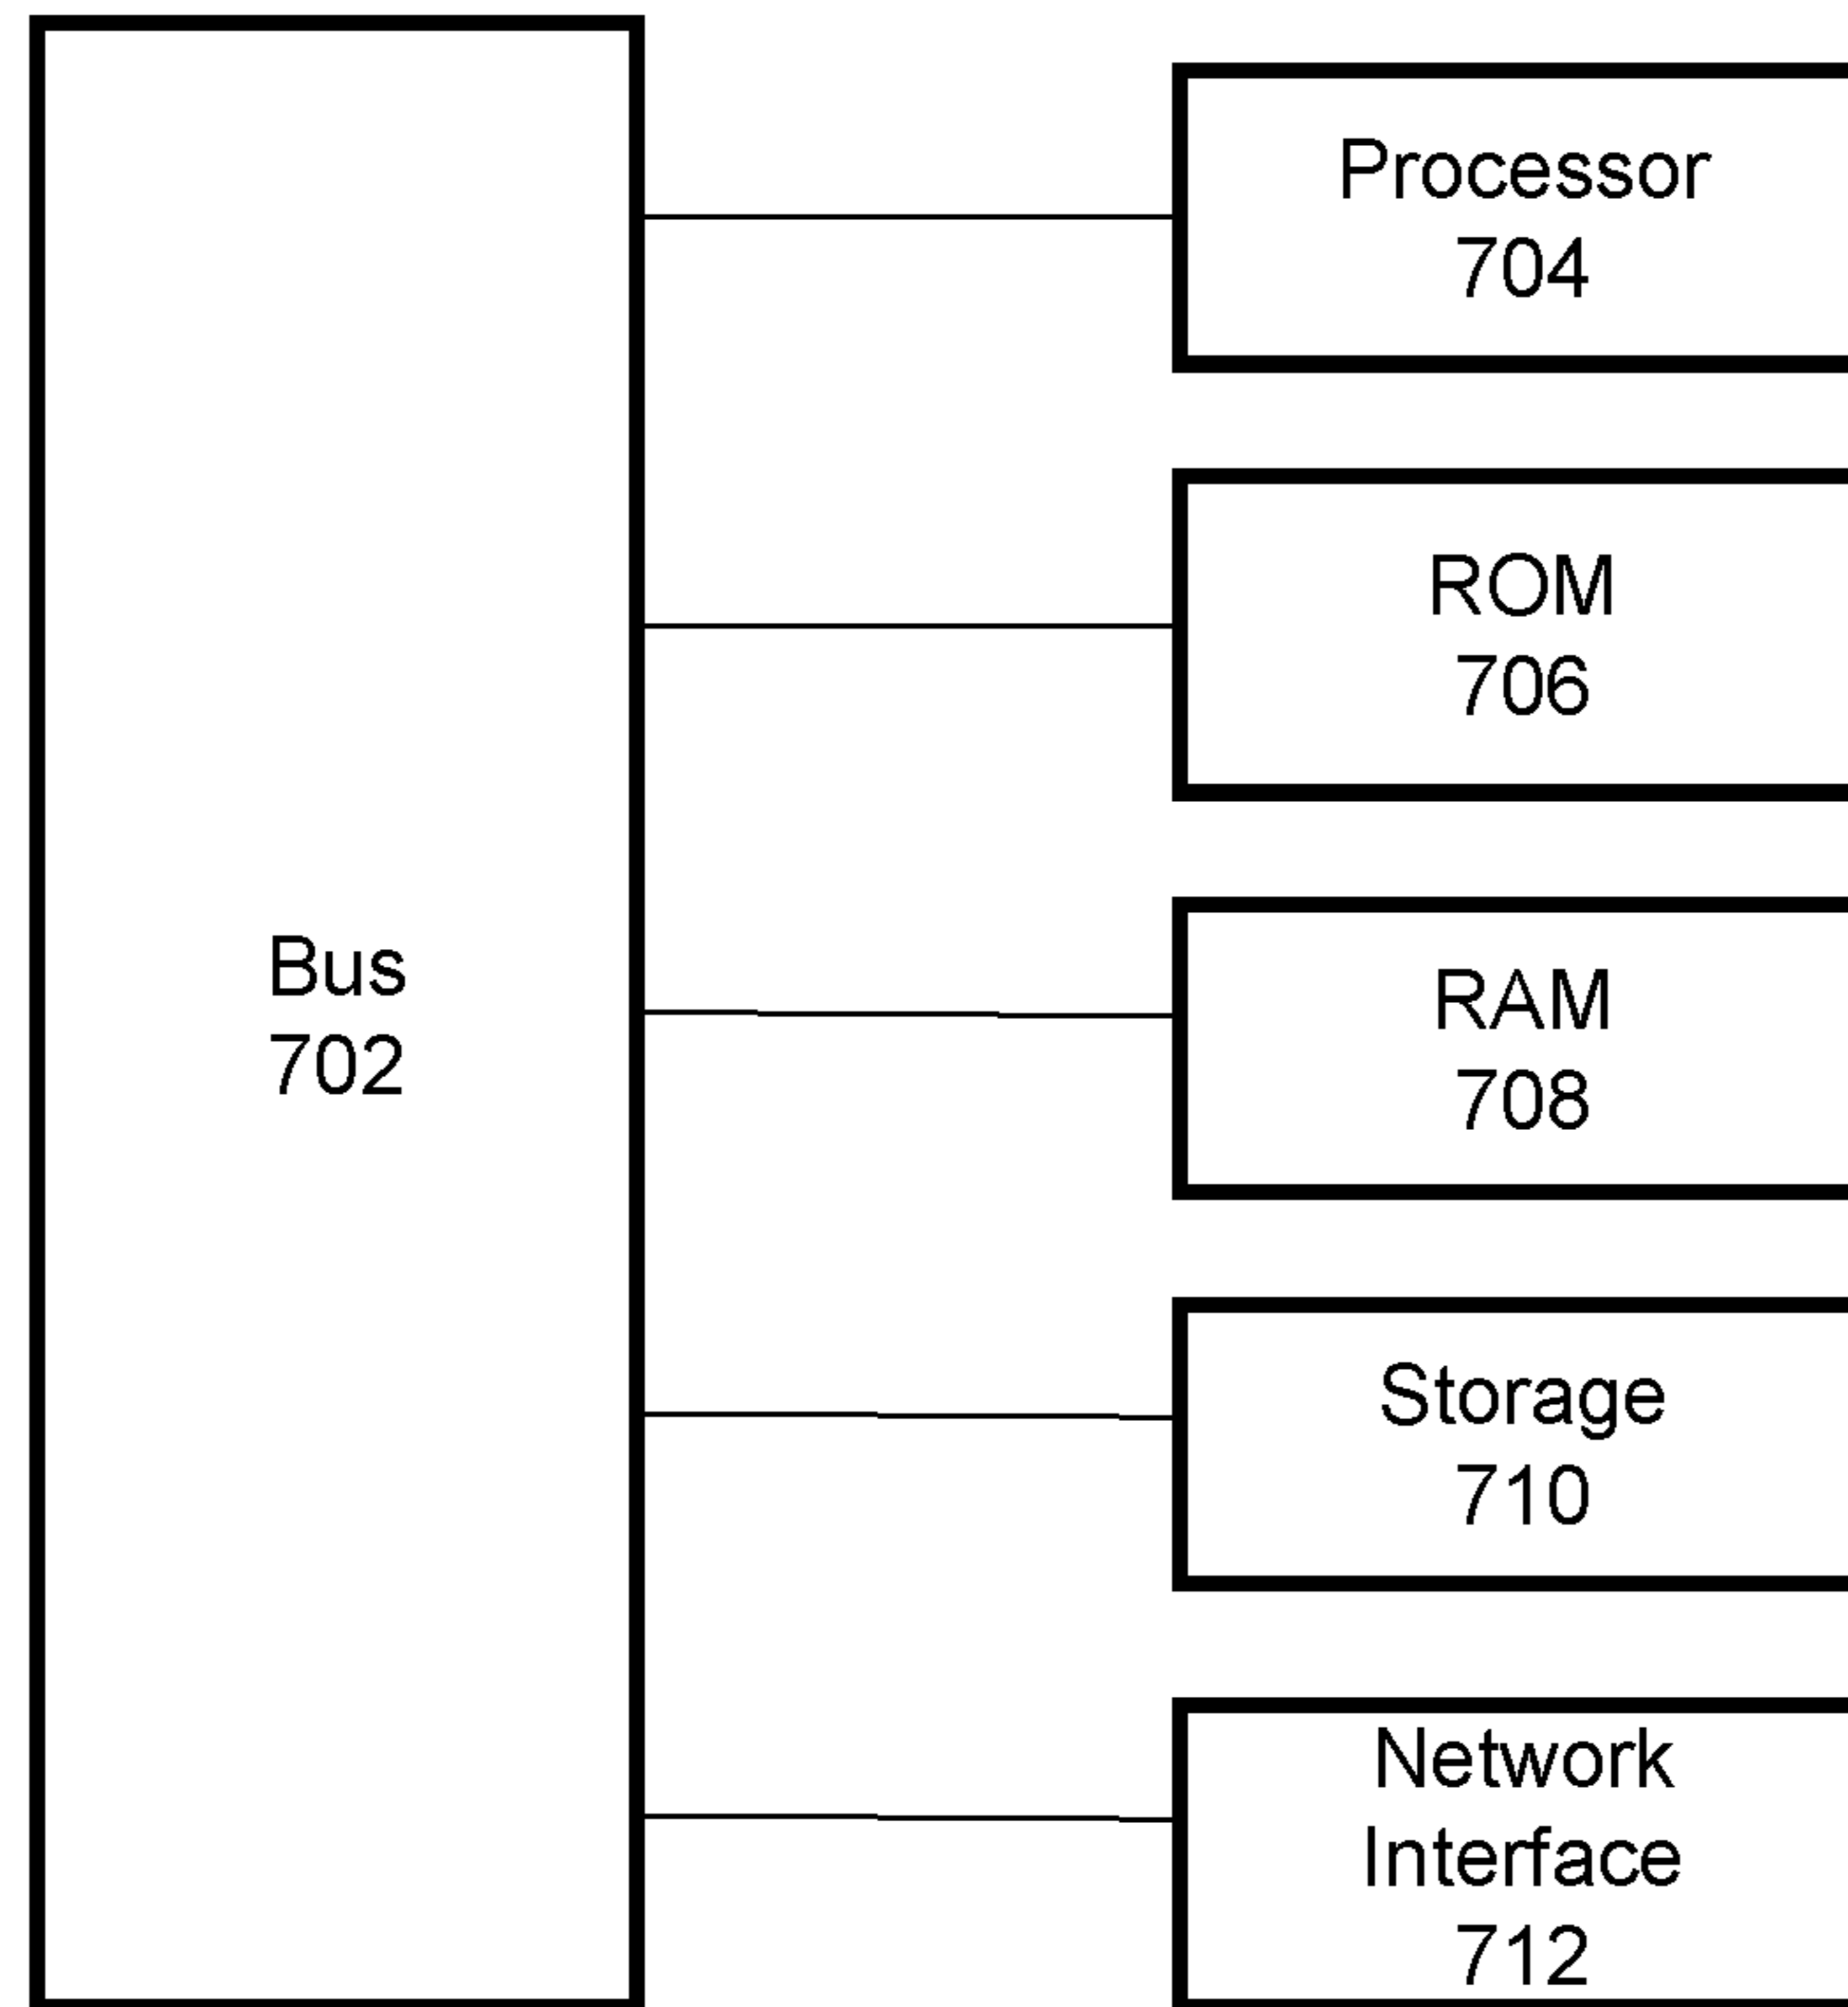 Processor
704
ROM
706
Bus
702
RAM
708
Storage
710
Network
Interface
712